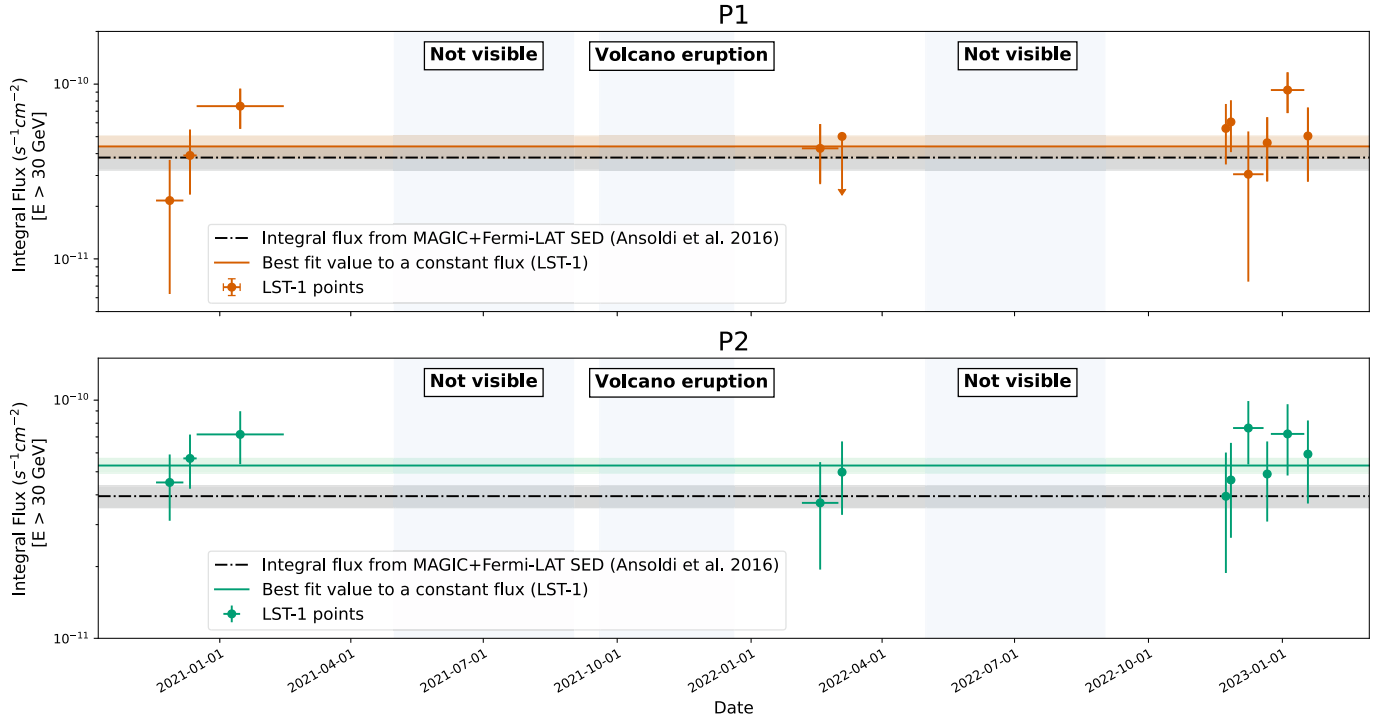 P1
Not visible
Volcano eruption
Not visible
Integral Flux (s⁻¹cm⁻²)
[E > 30 GeV]
10⁻¹⁰
10⁻¹¹
Integral flux from MAGIC+Fermi-LAT SED (Ansoldi et al. 2016)
Best fit value to a constant flux (LST-1)
LST-1 points
P2
Not visible
Volcano eruption
Not visible
Integral Flux (s⁻¹cm⁻²)
[E > 30 GeV]
10⁻¹⁰
10⁻¹¹
Integral flux from MAGIC+Fermi-LAT SED (Ansoldi et al. 2016)
Best fit value to a constant flux (LST-1)
LST-1 points
2021-01-01
2021-04-01
2021-07-01
2021-10-01
2022-01-01
2022-04-01
2022-07-01
2022-10-01
2023-01-01
Date